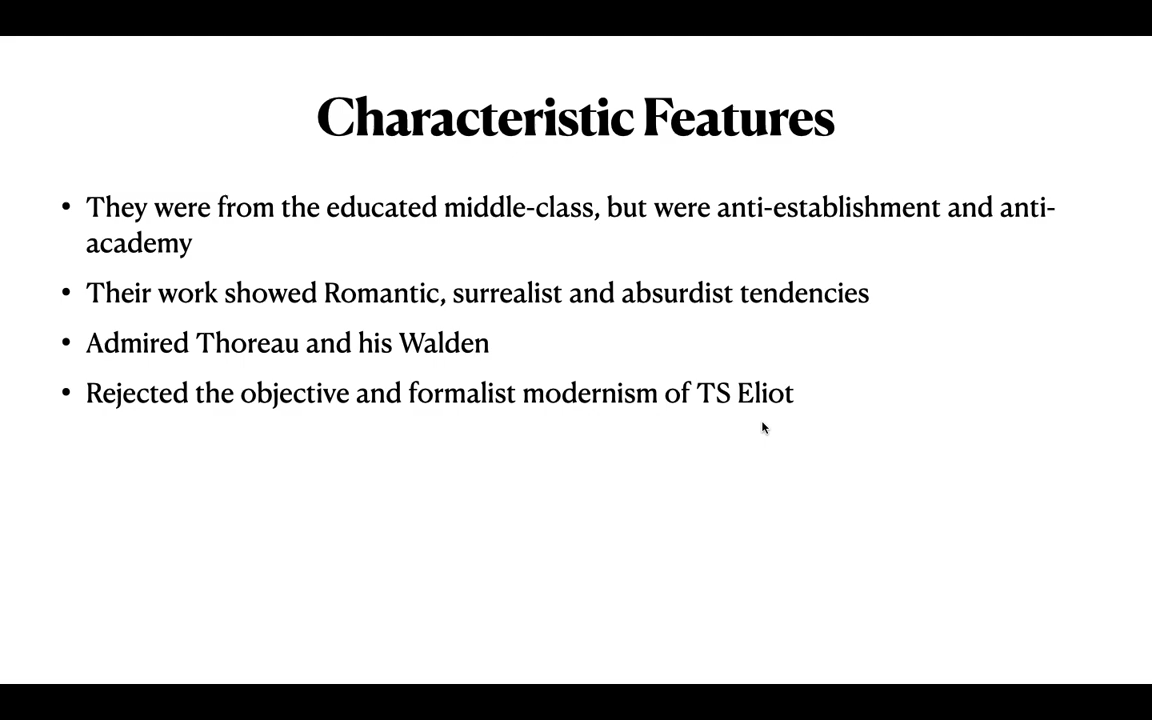 Characteristic Features
• They were from the educated middle-class, but were anti-establishment and anti-
academy
• Their work showed Romantic, surrealist and absurdist tendencies
• Admired Thoreau and his Walden
• Rejected the objective and formalist modernism of TS Eliot